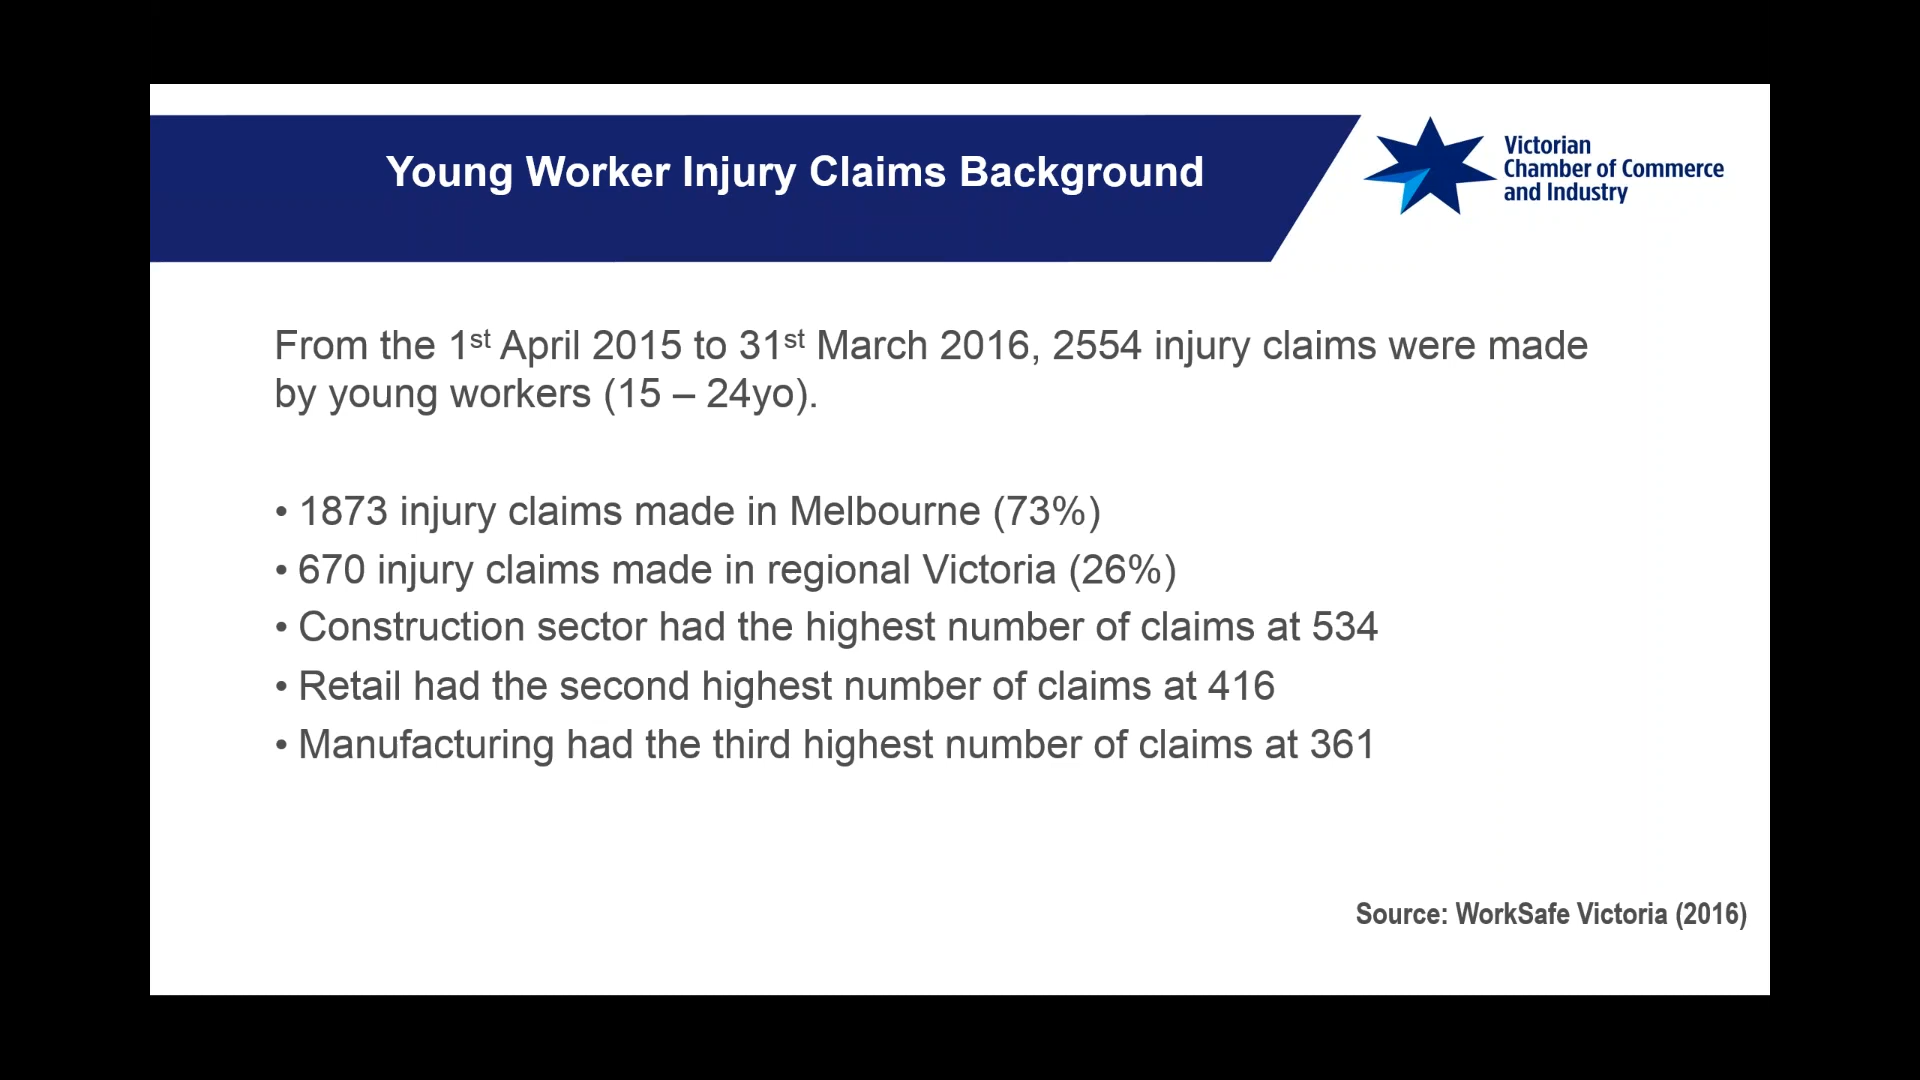 Young Worker Injury Claims Background
Victorian
Chamber of Commerce
and Industry
From the 1st April 2015 to 31st March 2016, 2554 injury claims were made
by young workers (15 – 24yo).
• 1873 injury claims made in Melbourne (73%)
• 670 injury claims made in regional Victoria (26%)
• Construction sector had the highest number of claims at 534
• Retail had the second highest number of claims at 416
• Manufacturing had the third highest number of claims at 361
Source: WorkSafe Victoria (2016)